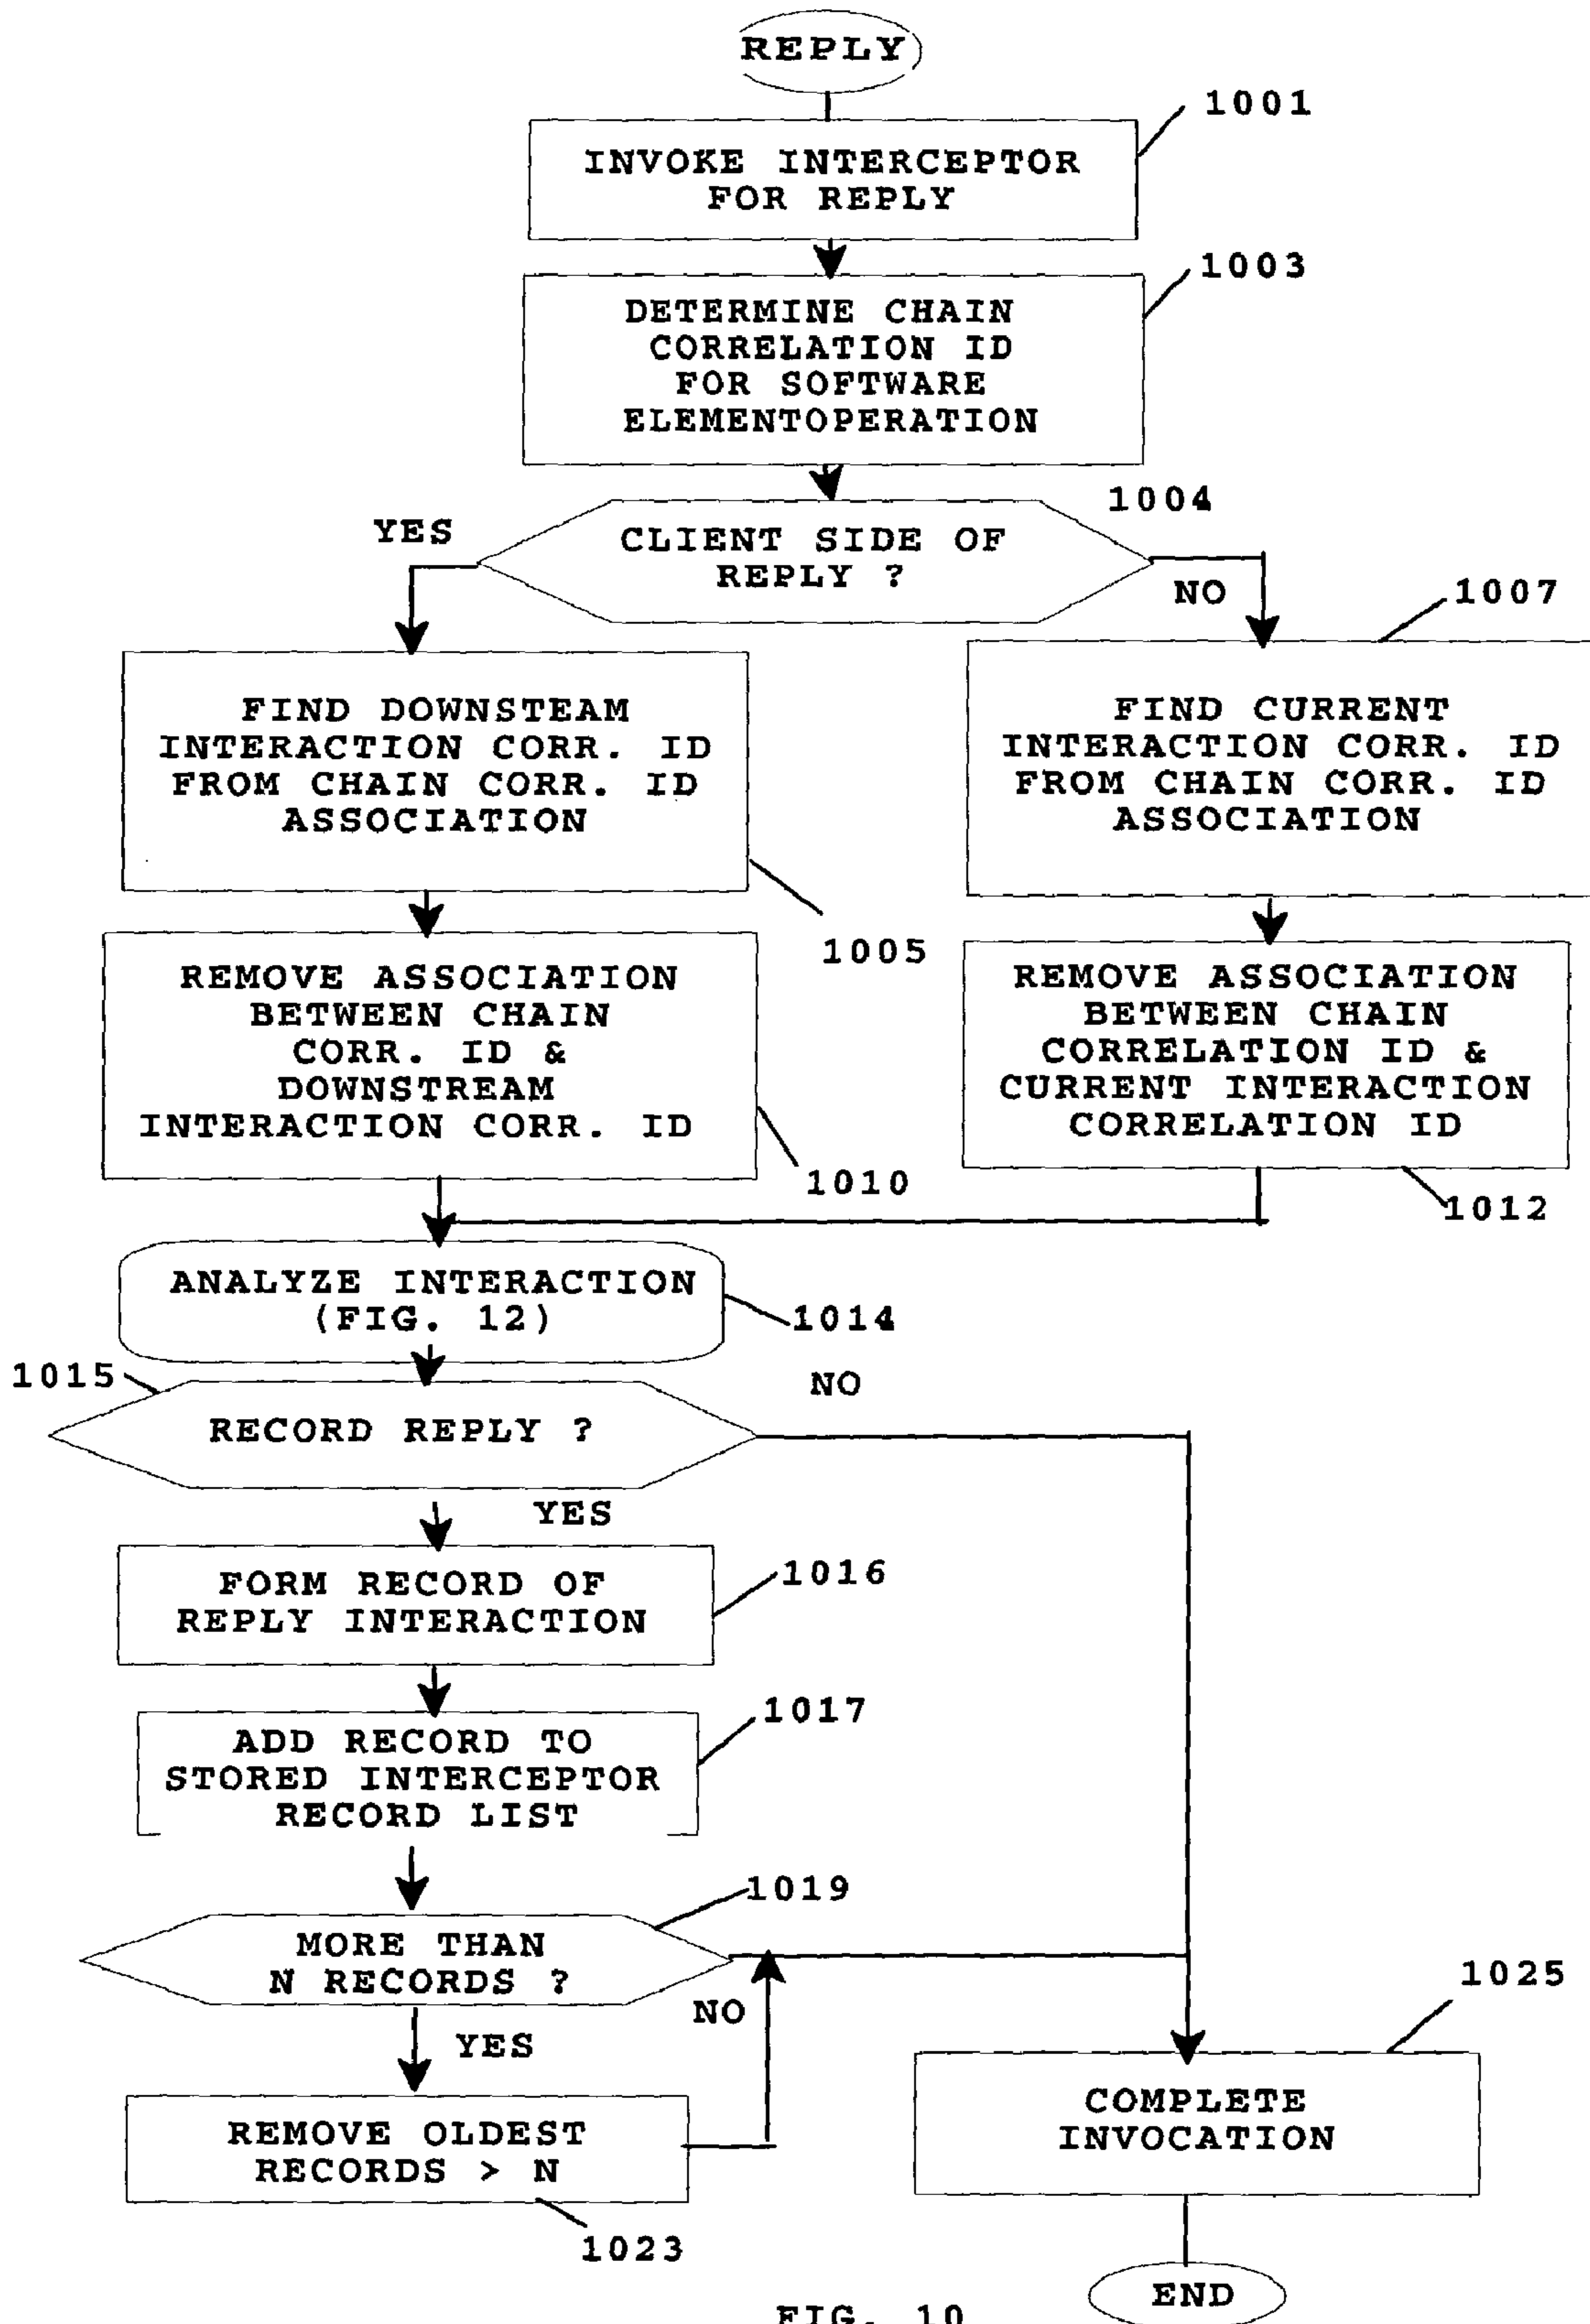 REPLY
1001
INVOKE INTERCEPTOR
FOR REPLY
1003
DETERMINE CHAIN
CORRELATION ID
FOR SOFTWARE
ELEMENTOPERATION
1004
YES
CLIENT SIDE OF
REPLY ?
NO
1007
FIND DOWNSTEAM
INTERACTION CORR. ID
FROM CHAIN CORR. ID
ASSOCIATION
1005
FIND CURRENT
INTERACTION CORR. ID
FROM CHAIN CORR. ID
ASSOCIATION
REMOVE ASSOCIATION
BETWEEN CHAIN
CORR. ID &
DOWNSTREAM
INTERACTION CORR. ID
1010
REMOVE ASSOCIATION
BETWEEN CHAIN
CORRELATION ID &
CURRENT INTERACTION
CORRELATION ID
1012
ANALYZE INTERACTION
(FIG. 12)
1014
1015
NO
RECORD REPLY ?
YES
FORM RECORD OF
REPLY INTERACTION
1016
1017
ADD RECORD TO
STORED INTERCEPTOR
RECORD LIST
1019
MORE THAN
N RECORDS ?
NO
YES
1025
REMOVE OLDEST
RECORDS > N
1023
COMPLETE
INVOCATION
END
FIG. 10